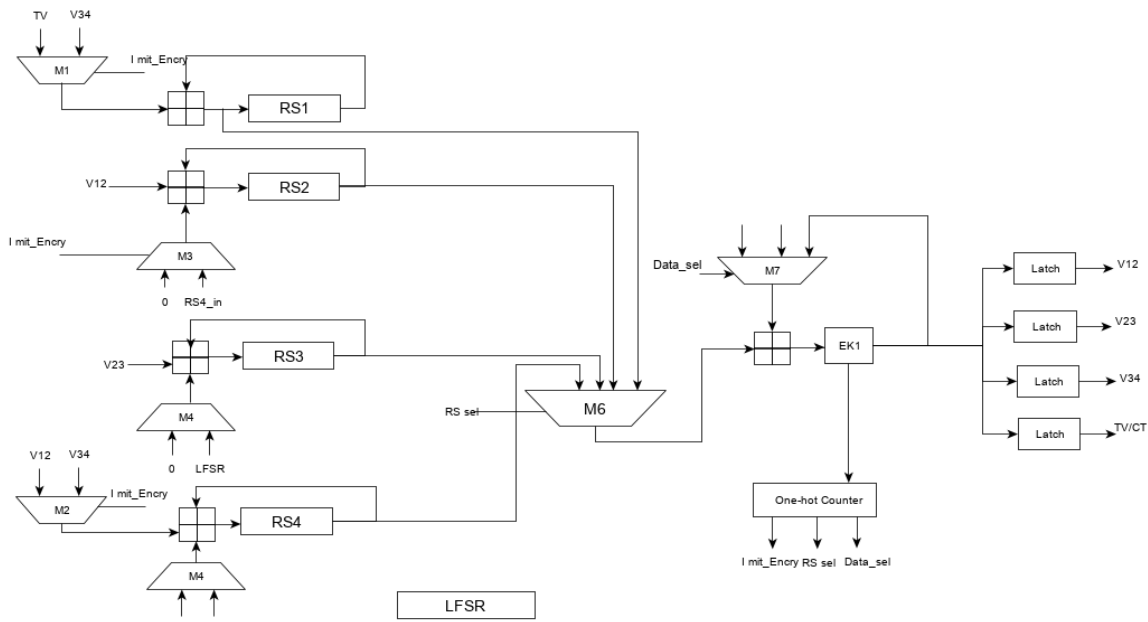 TV V34
M1
I mit_Encry
RS1
V12
RS2
I mit_Encry
M3
0 RS4_in
V23
RS3
M4
0 LFSR
V12 V34
M2
I mit_Encry
RS4
M4
LFSR
RS sel
M6
Data_sel
M7
EK1
One-hot Counter
I mit_Encry RS sel Data_sel
Latch V12
Latch V23
Latch V34
Latch TV/CT